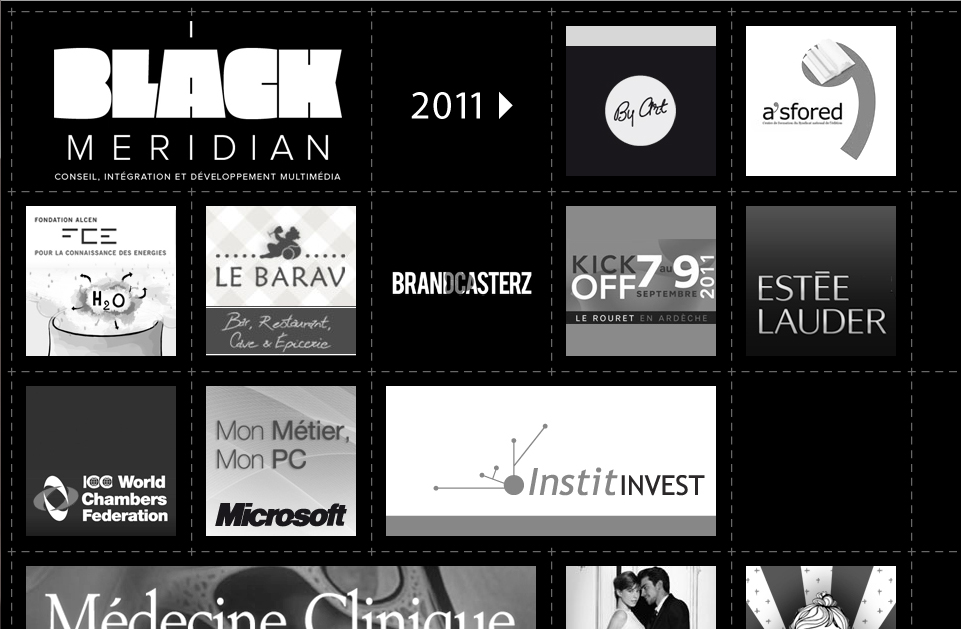 BLACK
MERIDIAN
CONSEIL, INTÉGRATION ET DÉVELOPPEMENT MULTIMÉDIA
2011
By Art
a'sfored
FONDATION ALCEN
FCE
POUR LA CONNAISSANCE DES ENERGIES
H2O
LE BARAV
Bar, Restaurant,
Cave & Épicerie
BRANDCASTERZ
KICK
OFF 7 au 9
SEPTEMBRE 2011
LE ROURET EN ARDÈCHE
ESTĒE
LAUDER
ICC World
Chambers
Federation
Mon Métier,
Mon PC
Microsoft
InstitINVEST
Médecine Clinique